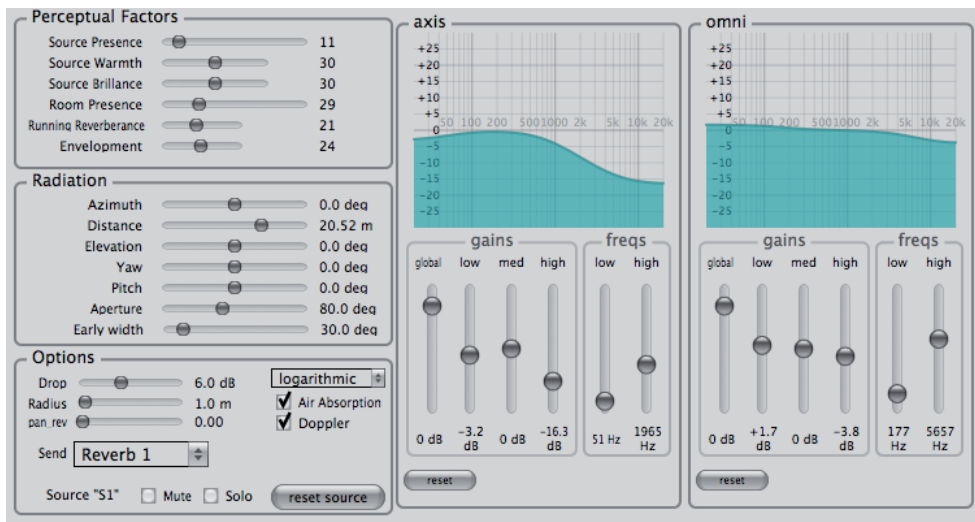 Perceptual Factors
Source Presence 11
Source Warmth 30
Source Brillance 30
Room Presence 29
Running Reverberance 21
Envelopment 24
Radiation
Azimuth 0.0 deg
Distance 20.52 m
Elevation 0.0 deg
Yaw 0.0 deg
Pitch 0.0 deg
Aperture 80.0 deg
Early width 30.0 deg
Options
Drop 6.0 dB
logarithmic
Radius 1.0 m
Air Absorption
pan_rev 0.00
Doppler
Send Reverb 1
Source "S1" Mute Solo reset source
axis
+25
+20
+15
+10
+5
50 100 200 500 1000 2k 5k 10k 20k
0
-5
-10
-15
-20
-25
gains freqs
global low med high low high
0 dB -3.2 dB 0 dB -16.3 dB 51 Hz 1965 Hz
reset
omni
+25
+20
+15
+10
+5
50 100 200 500 1000 2k 5k 10k 20k
0
-5
-10
-15
-20
-25
gains freqs
global low med high low high
0 dB +1.7 dB 0 dB -3.8 dB 177 Hz 5657 Hz
reset